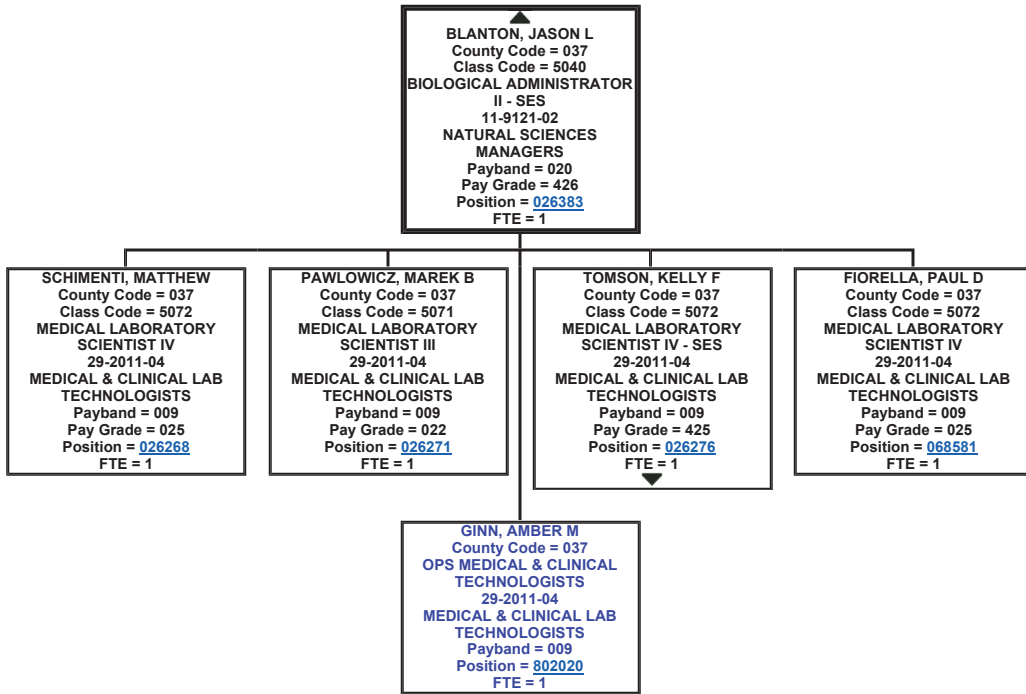 BLANTON, JASON L
County Code = 037
Class Code = 5040
BIOLOGICAL ADMINISTRATOR
II - SES
11-9121-02
NATURAL SCIENCES
MANAGERS
Payband = 020
Pay Grade = 426
Position = 026383
FTE = 1
SCHIMENTI, MATTHEW
County Code = 037
Class Code = 5072
MEDICAL LABORATORY
SCIENTIST IV
29-2011-04
MEDICAL & CLINICAL LAB
TECHNOLOGISTS
Payband = 009
Pay Grade = 025
Position = 026268
FTE = 1
PAWLOWICZ, MAREK B
County Code = 037
Class Code = 5071
MEDICAL LABORATORY
SCIENTIST III
29-2011-04
MEDICAL & CLINICAL LAB
TECHNOLOGISTS
Payband = 009
Pay Grade = 022
Position = 026271
FTE = 1
TOMSON, KELLY F
County Code = 037
Class Code = 5072
MEDICAL LABORATORY
SCIENTIST IV - SES
29-2011-04
MEDICAL & CLINICAL LAB
TECHNOLOGISTS
Payband = 009
Pay Grade = 425
Position = 026276
FTE = 1
FIORELLA, PAUL D
County Code = 037
Class Code = 5072
MEDICAL LABORATORY
SCIENTIST IV
29-2011-04
MEDICAL & CLINICAL LAB
TECHNOLOGISTS
Payband = 009
Pay Grade = 025
Position = 068581
FTE = 1
GINN, AMBER M
County Code = 037
OPS MEDICAL & CLINICAL
TECHNOLOGISTS
29-2011-04
MEDICAL & CLINICAL LAB
TECHNOLOGISTS
Payband = 009
Position = 802020
FTE = 1